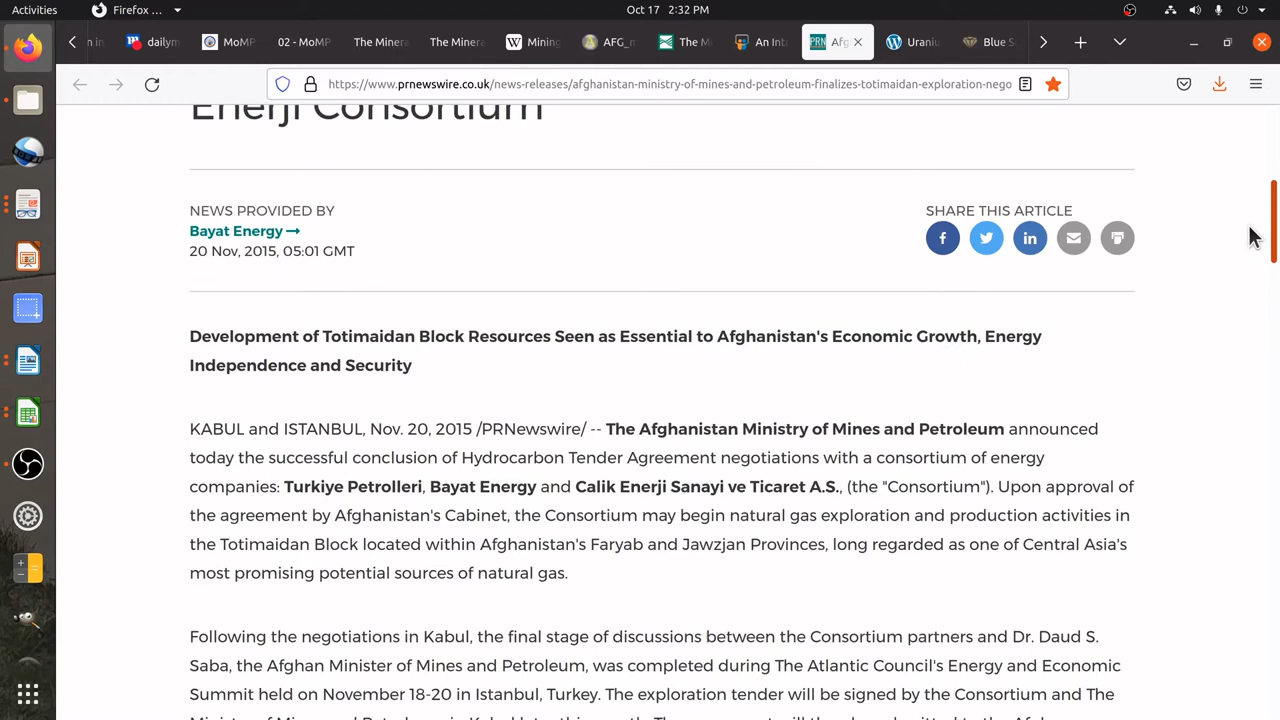 Activities Firefox ... Oct 17 2:32 PM
in dailym MoMP 02 - MoMP The Minera The Minera Mining AFG_m The M An Int PRN Afg Uraniu Blue S
https://www.prnewswire.co.uk/news-releases/afghanistan-ministry-of-mines-and-petroleum-finalizes-totimaidan-exploration-nego
Enerji Consortium
NEWS PROVIDED BY
Bayat Energy
20 Nov, 2015, 05:01 GMT
SHARE THIS ARTICLE
Development of Totimaidan Block Resources Seen as Essential to Afghanistan's Economic Growth, Energy
Independence and Security
KABUL and ISTANBUL, Nov. 20, 2015 /PRNewswire/ -- The Afghanistan Ministry of Mines and Petroleum announced
today the successful conclusion of Hydrocarbon Tender Agreement negotiations with a consortium of energy
companies: Turkiye Petrolleri, Bayat Energy and Calik Enerji Sanayi ve Ticaret A.S., (the "Consortium"). Upon approval of
the agreement by Afghanistan's Cabinet, the Consortium may begin natural gas exploration and production activities in
the Totimaidan Block located within Afghanistan's Faryab and Jawzjan Provinces, long regarded as one of Central Asia's
most promising potential sources of natural gas.
Following the negotiations in Kabul, the final stage of discussions between the Consortium partners and Dr. Daud S.
Saba, the Afghan Minister of Mines and Petroleum, was completed during The Atlantic Council's Energy and Economic
Summit held on November 18-20 in Istanbul, Turkey. The exploration tender will be signed by the Consortium and The